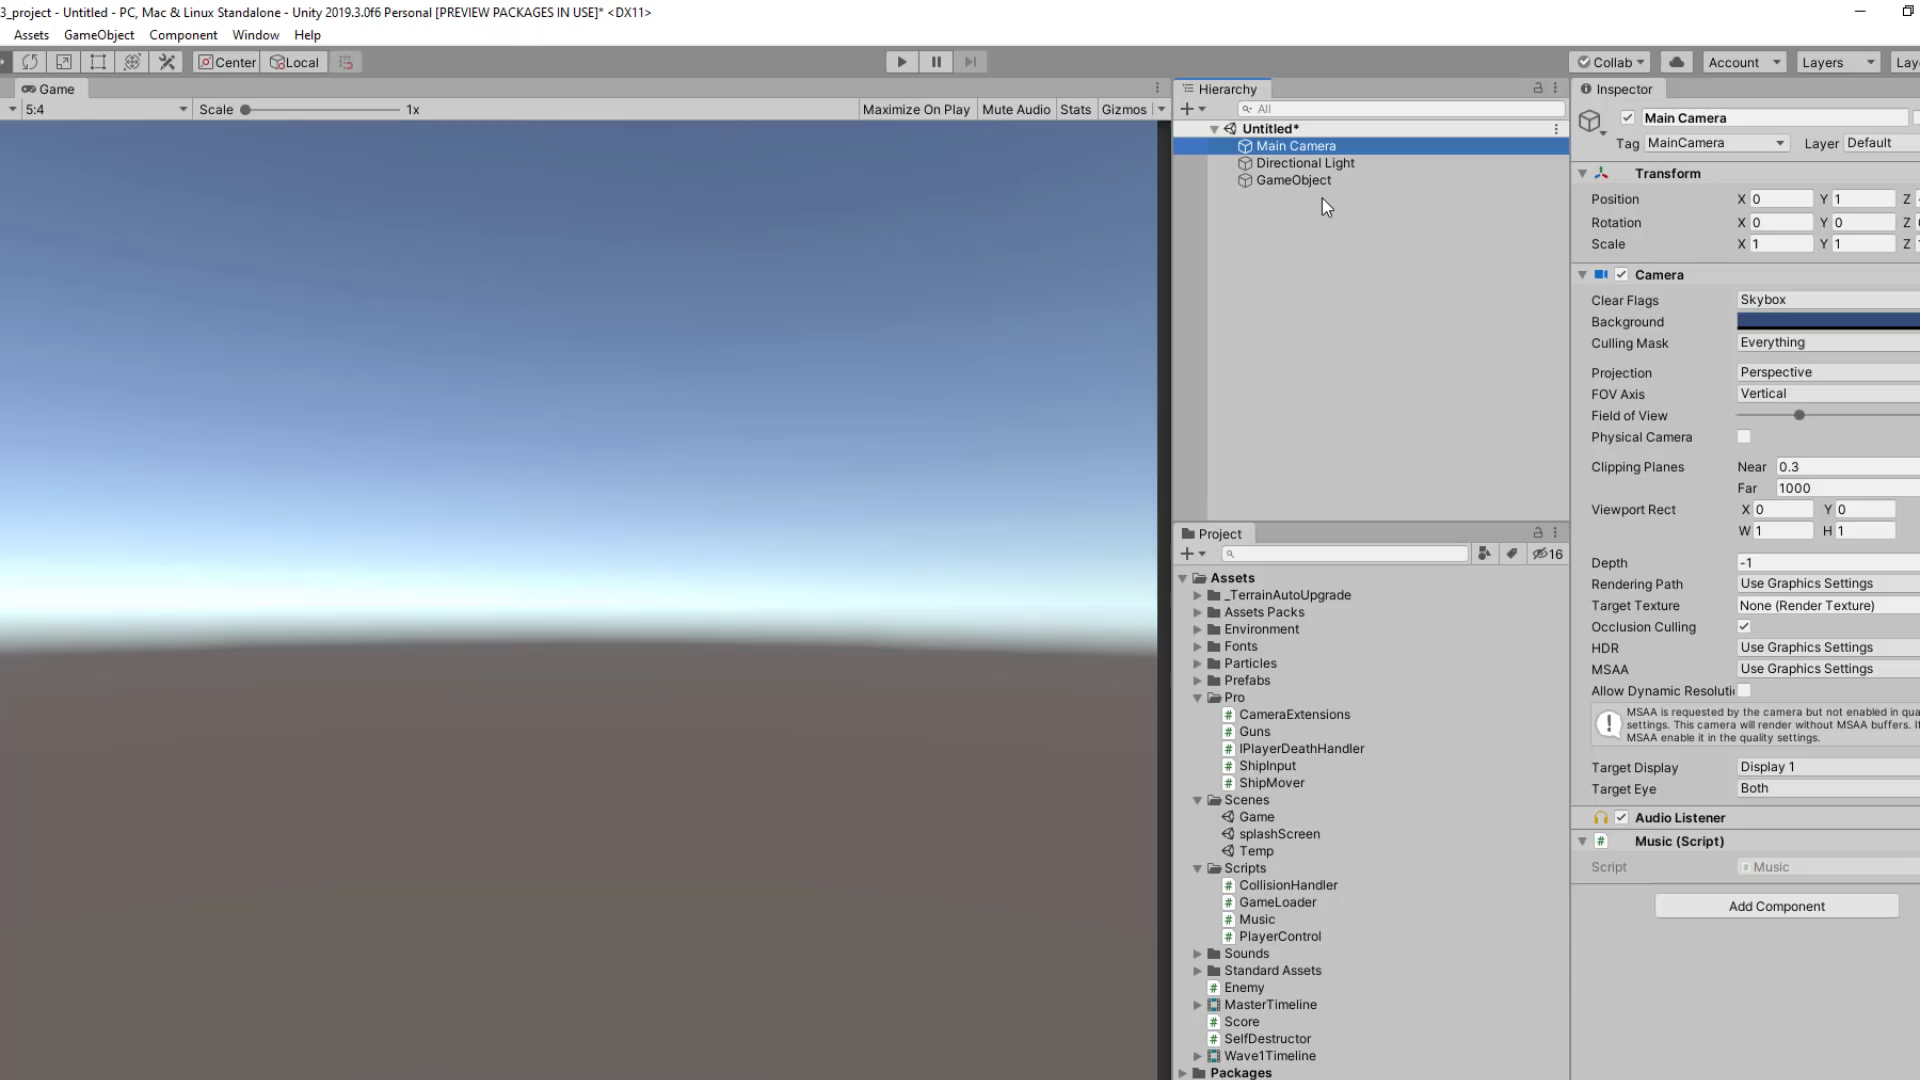 3_project - Untitled - PC, Mac & Linux Standalone - Unity 2019.3.0f6 Personal [PREVIEW PACKAGES IN USE]* <DX11>
Assets GameObject Component Window Help
Center Local Collab Account Layers Lay
Game
5:4 Scale 1x Maximize On Play Mute Audio Stats Gizmos
Hierarchy
All
Untitled*
Main Camera
Directional Light
GameObject
Project
16
Assets
_TerrainAutoUpgrade
Assets Packs
Environment
Fonts
Particles
Prefabs
Pro
CameraExtensions
Guns
IPlayerDeathHandler
ShipInput
ShipMover
Scenes
Game
splashScreen
Temp
Scripts
CollisionHandler
GameLoader
Music
PlayerControl
Sounds
Standard Assets
Enemy
MasterTimeline
Score
SelfDestructor
Wave1Timeline
Packages
Inspector
Main Camera
Tag MainCamera Layer Default
Transform
Position X 0 Y 1 Z
Rotation X 0 Y 0 Z
Scale X 1 Y 1 Z
Camera
Clear Flags Skybox
Background
Culling Mask Everything
Projection Perspective
FOV Axis Vertical
Field of View
Physical Camera
Clipping Planes Near 0.3
Far 1000
Viewport Rect X 0 Y 0
W 1 H 1
Depth -1
Rendering Path Use Graphics Settings
Target Texture None (Render Texture)
Occlusion Culling
HDR Use Graphics Settings
MSAA Use Graphics Settings
Allow Dynamic Resoluti
MSAA is requested by the camera but not enabled in qua
settings. This camera will render without MSAA buffers. I
MSAA enable it in the quality settings.
Target Display Display 1
Target Eye Both
Audio Listener
# Music (Script)
Script # Music
Add Component